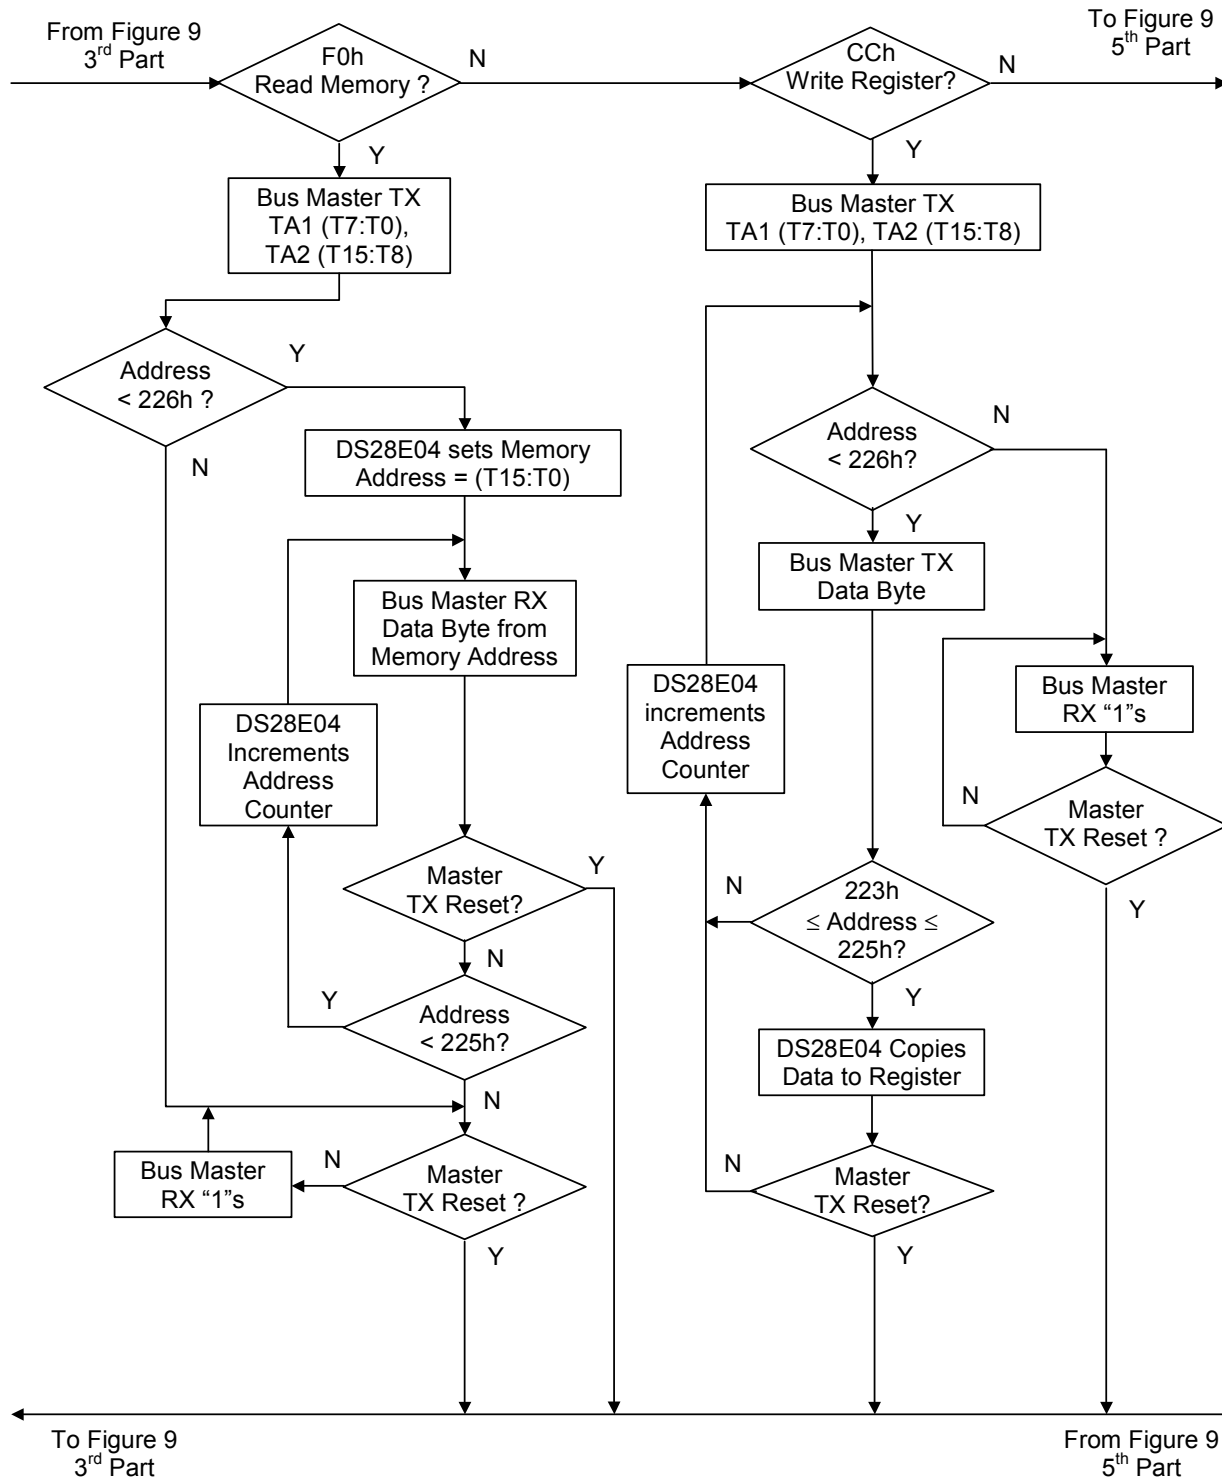 From Figure 9
3rd Part
F0h
Read Memory ?
N
CCh
Write Register?
N
To Figure 9
5th Part
Y
Bus Master TX
TA1 (T7:T0),
TA2 (T15:T8)
Address
< 226h ?
Y
N
DS28E04 sets Memory
Address = (T15:T0)
Bus Master RX
Data Byte from
Memory Address
DS28E04
Increments
Address
Counter
Master
TX Reset?
Y
N
Address
< 225h?
Y
N
Bus Master
RX “1”s
N
Master
TX Reset ?
Y
Y
Bus Master TX
TA1 (T7:T0), TA2 (T15:T8)
Address
< 226h?
N
Y
Bus Master TX
Data Byte
DS28E04
increments
Address
Counter
Bus Master
RX “1”s
N
Master
TX Reset ?
Y
N
223h
≤ Address ≤
225h?
Y
DS28E04 Copies
Data to Register
N
Master
TX Reset?
Y
To Figure 9
3rd Part
From Figure 9
5th Part